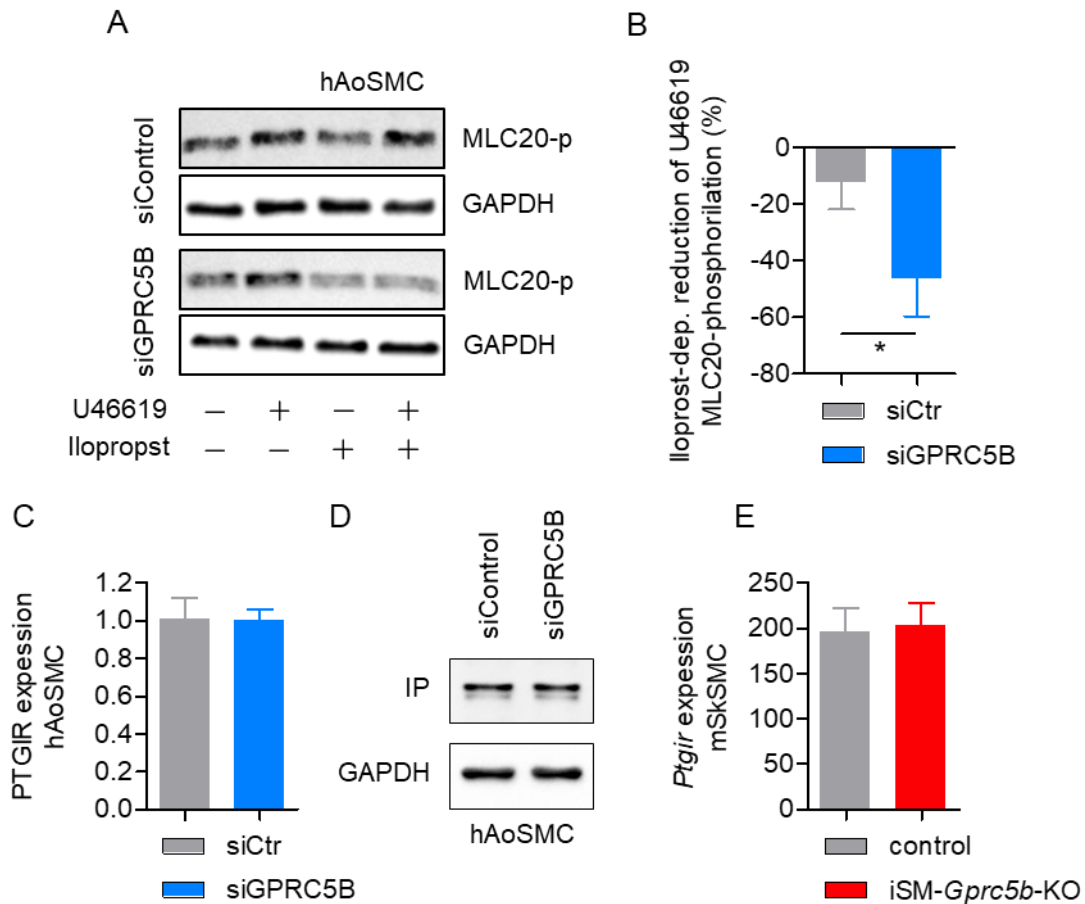 A
hAoSMC
siControl
MLC20-p
GAPDH
siGPRC5B
MLC20-p
GAPDH
U46619 – + – +
Ilopropst – – + +
B
Iloprost-dep. reduction of U46619
MLC20-phosphorilation (%)
0
-20
-40
-60
-80
*
siCtr
siGPRC5B
C
PTGIR expession
hAoSMC
1.2
1.0
0.8
0.6
0.4
0.2
0.0
siCtr
siGPRC5B
D
siControl
siGPRC5B
IP
GAPDH
hAoSMC
E
Ptgir expession
mSkSMC
250
200
150
100
50
0
control
iSM-Gprc5b-KO